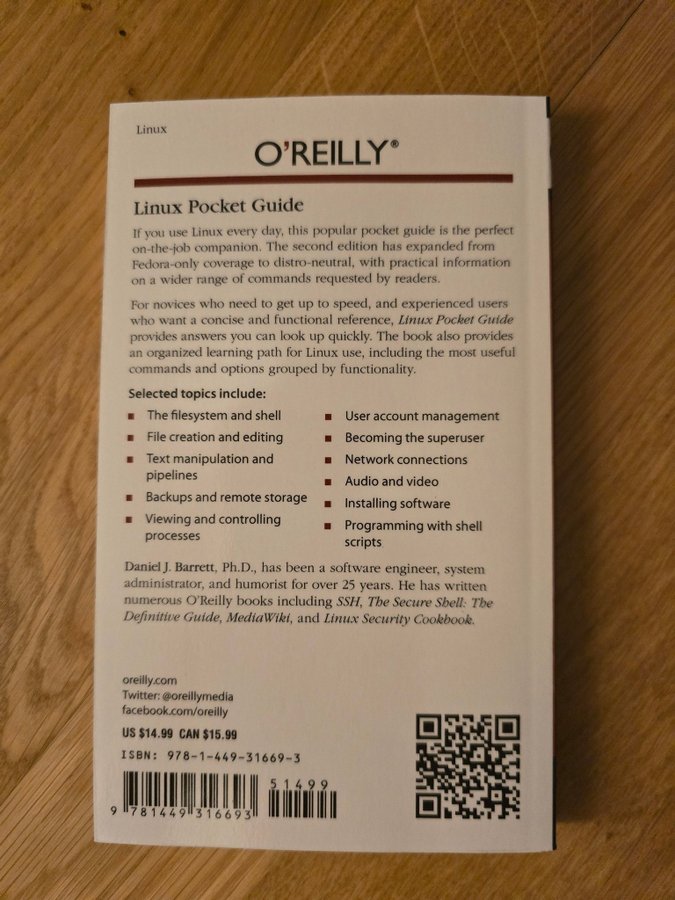 Linux
O'REILLY®
Linux Pocket Guide
If you use Linux every day, this popular pocket guide is the perfect
on-the-job companion. The second edition has expanded from
Fedora-only coverage to distro-neutral, with practical information
on a wider range of commands requested by readers.
For novices who need to get up to speed, and experienced users
who want a concise and functional reference, Linux Pocket Guide
provides answers you can look up quickly. The book also provides
an organized learning path for Linux use, including the most useful
commands and options grouped by functionality.
Selected topics include:
■ The filesystem and shell
■ File creation and editing
■ Text manipulation and
pipelines
■ Backups and remote storage
■ Viewing and controlling
processes
■ User account management
■ Becoming the superuser
■ Network connections
■ Audio and video
■ Installing software
■ Programming with shell
scripts
Daniel J. Barrett, Ph.D., has been a software engineer, system
administrator, and humorist for over 25 years. He has written
numerous O'Reilly books including SSH, The Secure Shell: The
Definitive Guide, MediaWiki, and Linux Security Cookbook.
oreilly.com
Twitter: @oreillymedia
facebook.com/oreilly
US $14.99 CAN $15.99
ISBN: 978-1-449-31669-3
51499
9 781449 316693